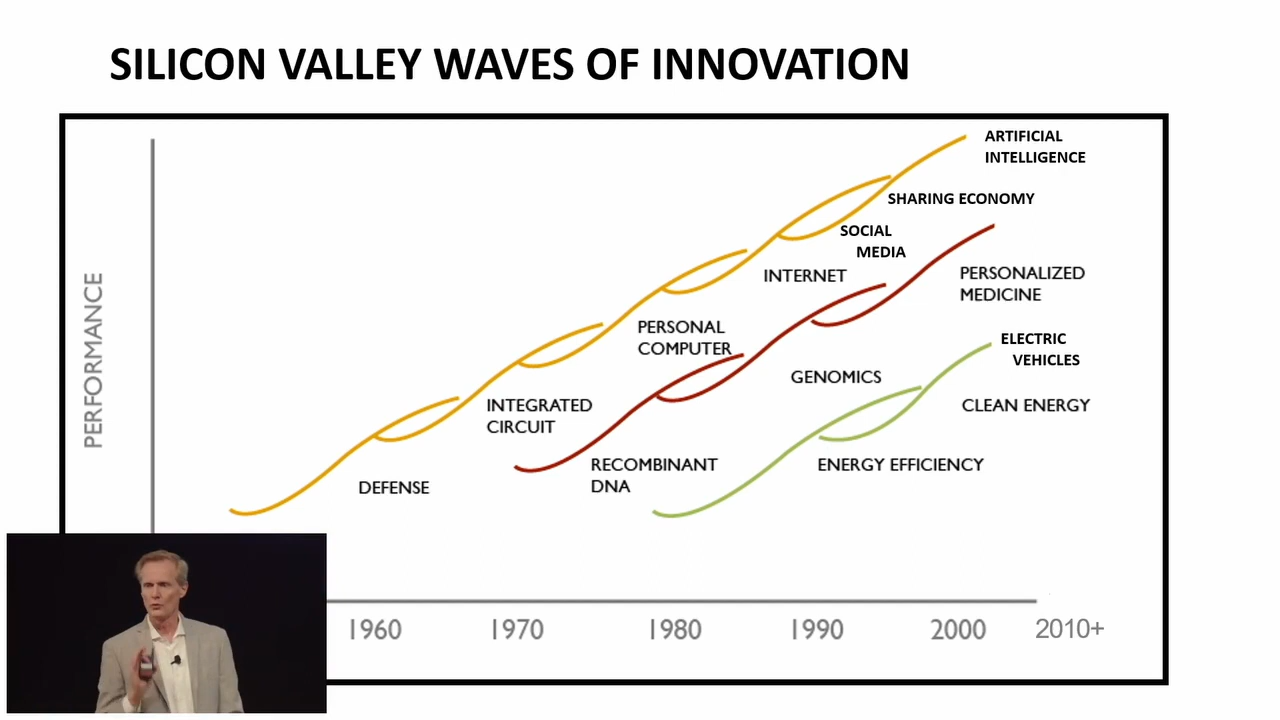 SILICON VALLEY WAVES OF INNOVATION
ARTIFICIAL
INTELLIGENCE
SHARING ECONOMY
SOCIAL
MEDIA
INTERNET
PERSONALIZED
MEDICINE
PERSONAL
COMPUTER
ELECTRIC
VEHICLES
GENOMICS
CLEAN ENERGY
INTEGRATED
CIRCUIT
RECOMBINANT
DNA
ENERGY EFFICIENCY
DEFENSE
PERFORMANCE
1960 1970 1980 1990 2000 2010+